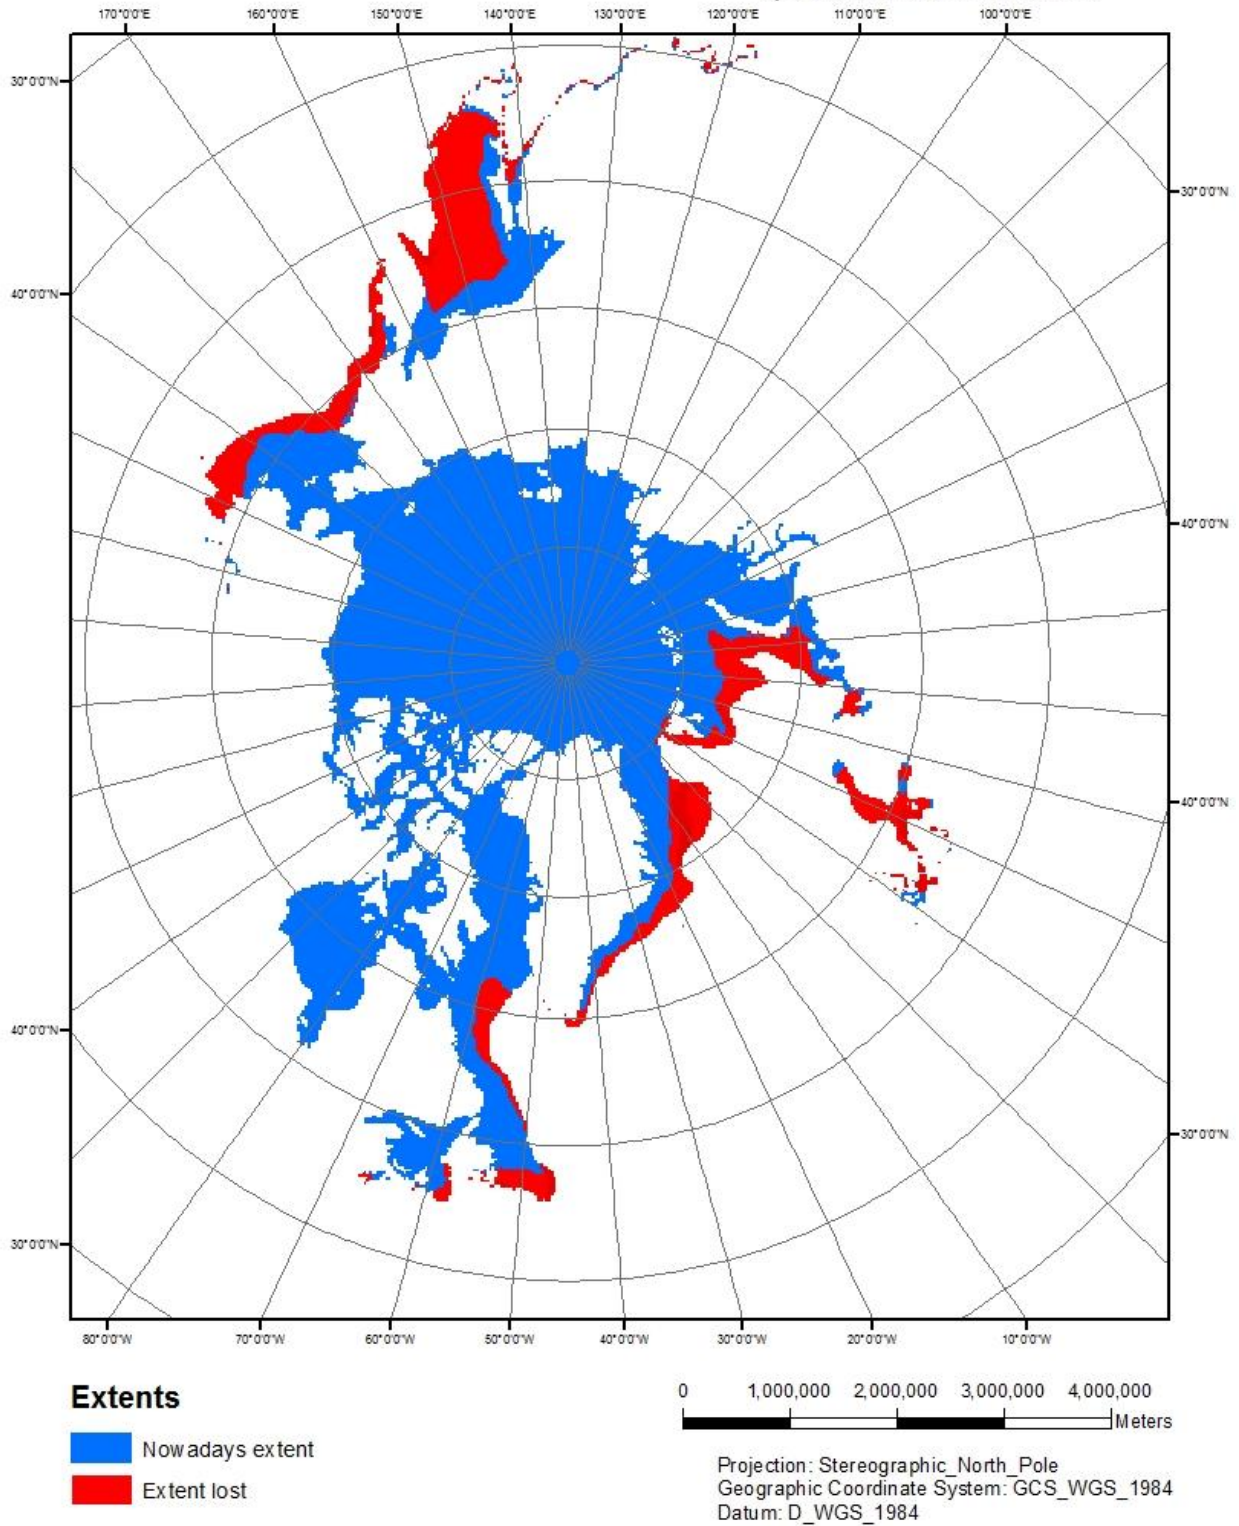 170°0'0"E 160°0'0"E 150°0'0"E 140°0'0"E 130°0'0"E 120°0'0"E 110°0'0"E 100°0'0"E
30°0'0"N
30°0'0"N
40°0'0"N
40°0'0"N
40°0'0"N
40°0'0"N
30°0'0"N
30°0'0"N
80°0'0"W 70°0'0"W 60°0'0"W 50°0'0"W 40°0'0"W 30°0'0"W 20°0'0"W 10°0'0"W
Extents
Nowadays extent
Extent lost
0 1,000,000 2,000,000 3,000,000 4,000,000
Meters
Projection: Stereographic_North_Pole
Geographic Coordinate System: GCS_WGS_1984
Datum: D_WGS_1984